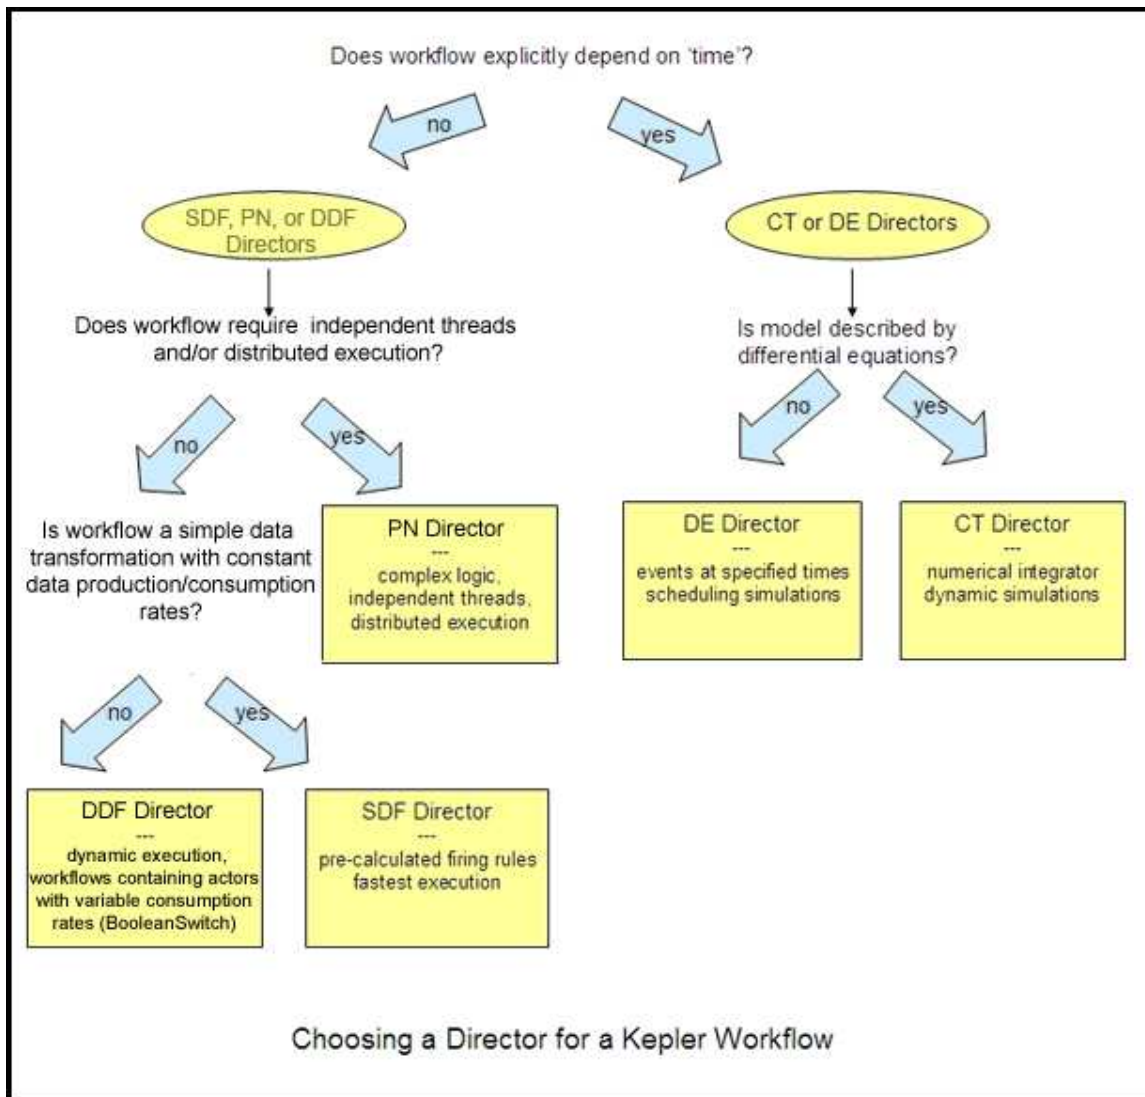 Does workflow explicitly depend on 'time'?
no
yes
SDF, PN, or DDF
Directors
CT or DE Directors
Does workflow require independent threads
and/or distributed execution?
Is model described by
differential equations?
no
yes
no
yes
Is workflow a simple data
transformation with constant
data production/consumption
rates?
PN Director
---
complex logic,
independent threads,
distributed execution
DE Director
---
events at specified times
scheduling simulations
CT Director
---
numerical integrator
dynamic simulations
no
yes
DDF Director
---
dynamic execution,
workflows containing actors
with variable consumption
rates (BooleanSwitch)
SDF Director
---
pre-calculated firing rules
fastest execution
Choosing a Director for a Kepler Workflow